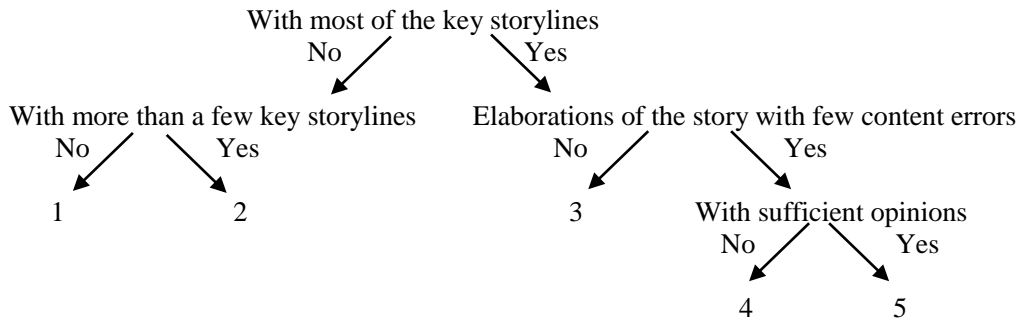 With most of the key storylines
No Yes
With more than a few key storylines Elaborations of the story with few content errors
No Yes No Yes
1 2 3 With sufficient opinions
No Yes
4 5